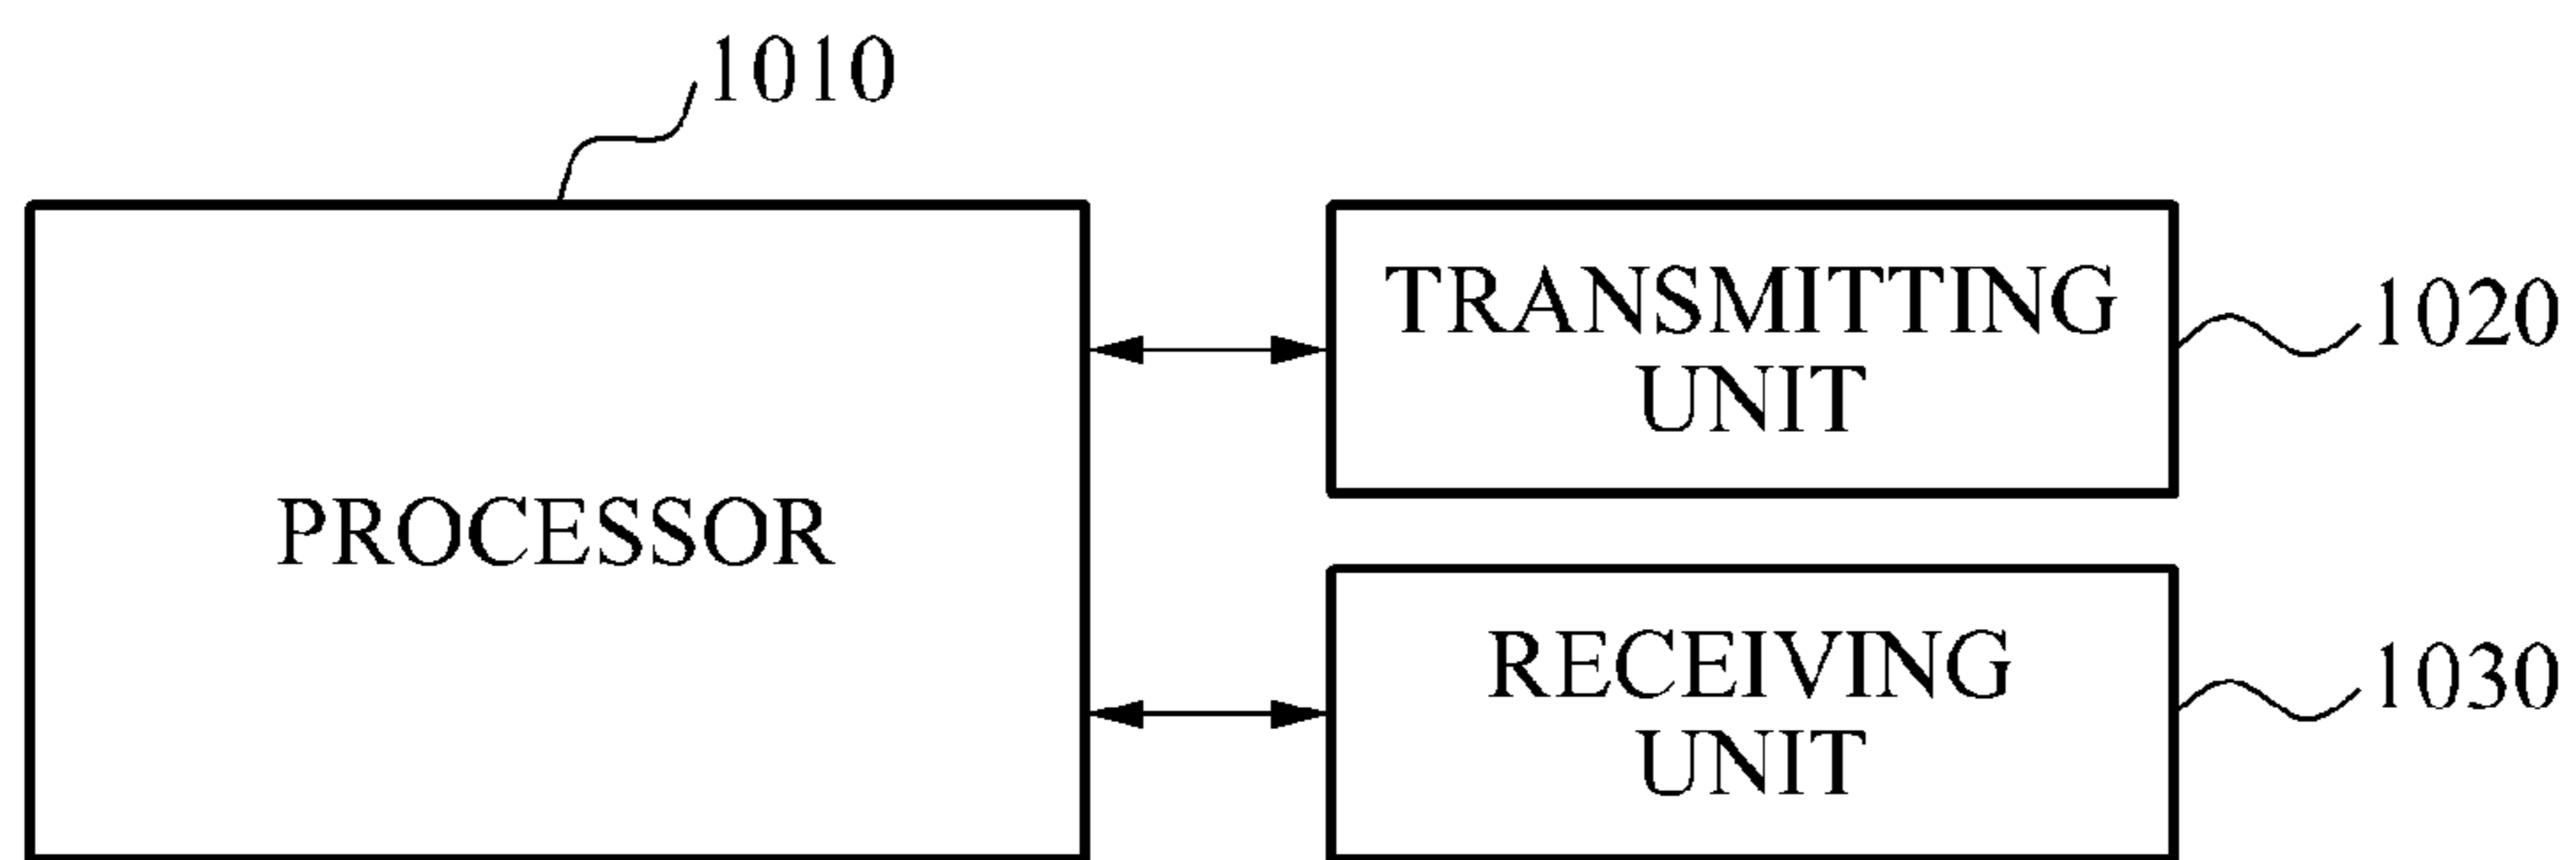 1010
PROCESSOR
TRANSMITTING
UNIT
1020
RECEIVING
UNIT
1030